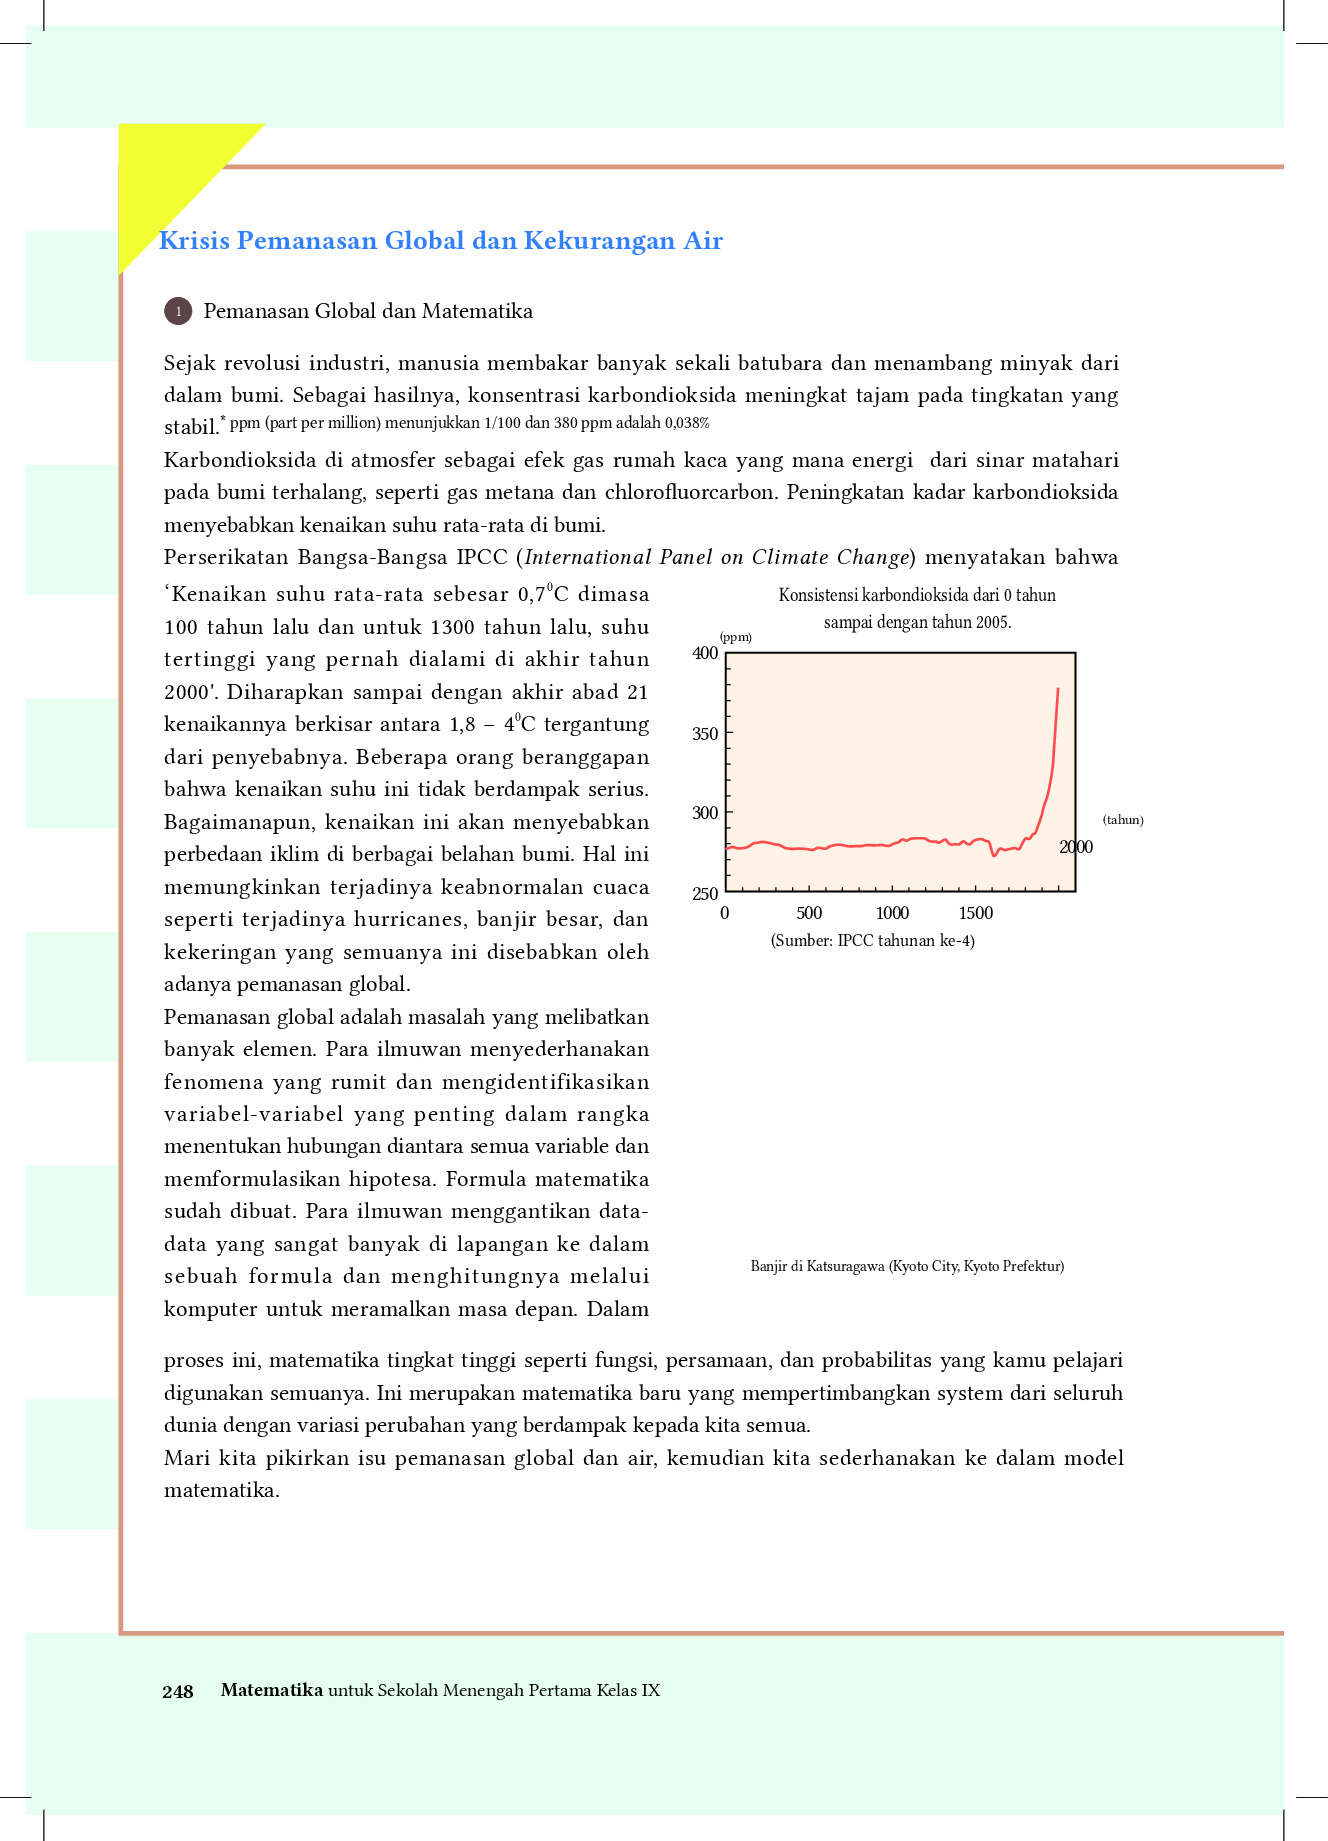 Krisis Pemanasan Global dan Kekurangan Air
1 Pemanasan Global dan Matematika
Sejak revolusi industri, manusia membakar banyak sekali batubara dan menambang minyak dari
dalam bumi. Sebagai hasilnya, konsentrasi karbondioksida meningkat tajam pada tingkatan yang
stabil.* ppm (part per million) menunjukkan 1/100 dan 380 ppm adalah 0,038%
Karbondioksida di atmosfer sebagai efek gas rumah kaca yang mana energi dari sinar matahari
pada bumi terhalang, seperti gas metana dan chlorofluorcarbon. Peningkatan kadar karbondioksida
menyebabkan kenaikan suhu rata-rata di bumi.
Perserikatan Bangsa-Bangsa IPCC (International Panel on Climate Change) menyatakan bahwa
‘Kenaikan suhu rata-rata sebesar 0,7⁰C dimasa
100 tahun lalu dan untuk 1300 tahun lalu, suhu
tertinggi yang pernah dialami di akhir tahun
2000'. Diharapkan sampai dengan akhir abad 21
kenaikannya berkisar antara 1,8 – 4⁰C tergantung
dari penyebabnya. Beberapa orang beranggapan
bahwa kenaikan suhu ini tidak berdampak serius.
Bagaimanapun, kenaikan ini akan menyebabkan
perbedaan iklim di berbagai belahan bumi. Hal ini
memungkinkan terjadinya keabnormalan cuaca
seperti terjadinya hurricanes, banjir besar, dan
kekeringan yang semuanya ini disebabkan oleh
adanya pemanasan global.
Pemanasan global adalah masalah yang melibatkan
banyak elemen. Para ilmuwan menyederhanakan
fenomena yang rumit dan mengidentifikasikan
variabel-variabel yang penting dalam rangka
menentukan hubungan diantara semua variable dan
memformulasikan hipotesa. Formula matematika
sudah dibuat. Para ilmuwan menggantikan data-
data yang sangat banyak di lapangan ke dalam
sebuah formula dan menghitungnya melalui
komputer untuk meramalkan masa depan. Dalam
Konsistensi karbondioksida dari 0 tahun
sampai dengan tahun 2005.
(ppm)
400
350
300
(tahun)
2000
250
0 500 1000 1500
(Sumber: IPCC tahunan ke-4)
Banjir di Katsuragawa (Kyoto City, Kyoto Prefektur)
proses ini, matematika tingkat tinggi seperti fungsi, persamaan, dan probabilitas yang kamu pelajari
digunakan semuanya. Ini merupakan matematika baru yang mempertimbangkan system dari seluruh
dunia dengan variasi perubahan yang berdampak kepada kita semua.
Mari kita pikirkan isu pemanasan global dan air, kemudian kita sederhanakan ke dalam model
matematika.
248 Matematika untuk Sekolah Menengah Pertama Kelas IX